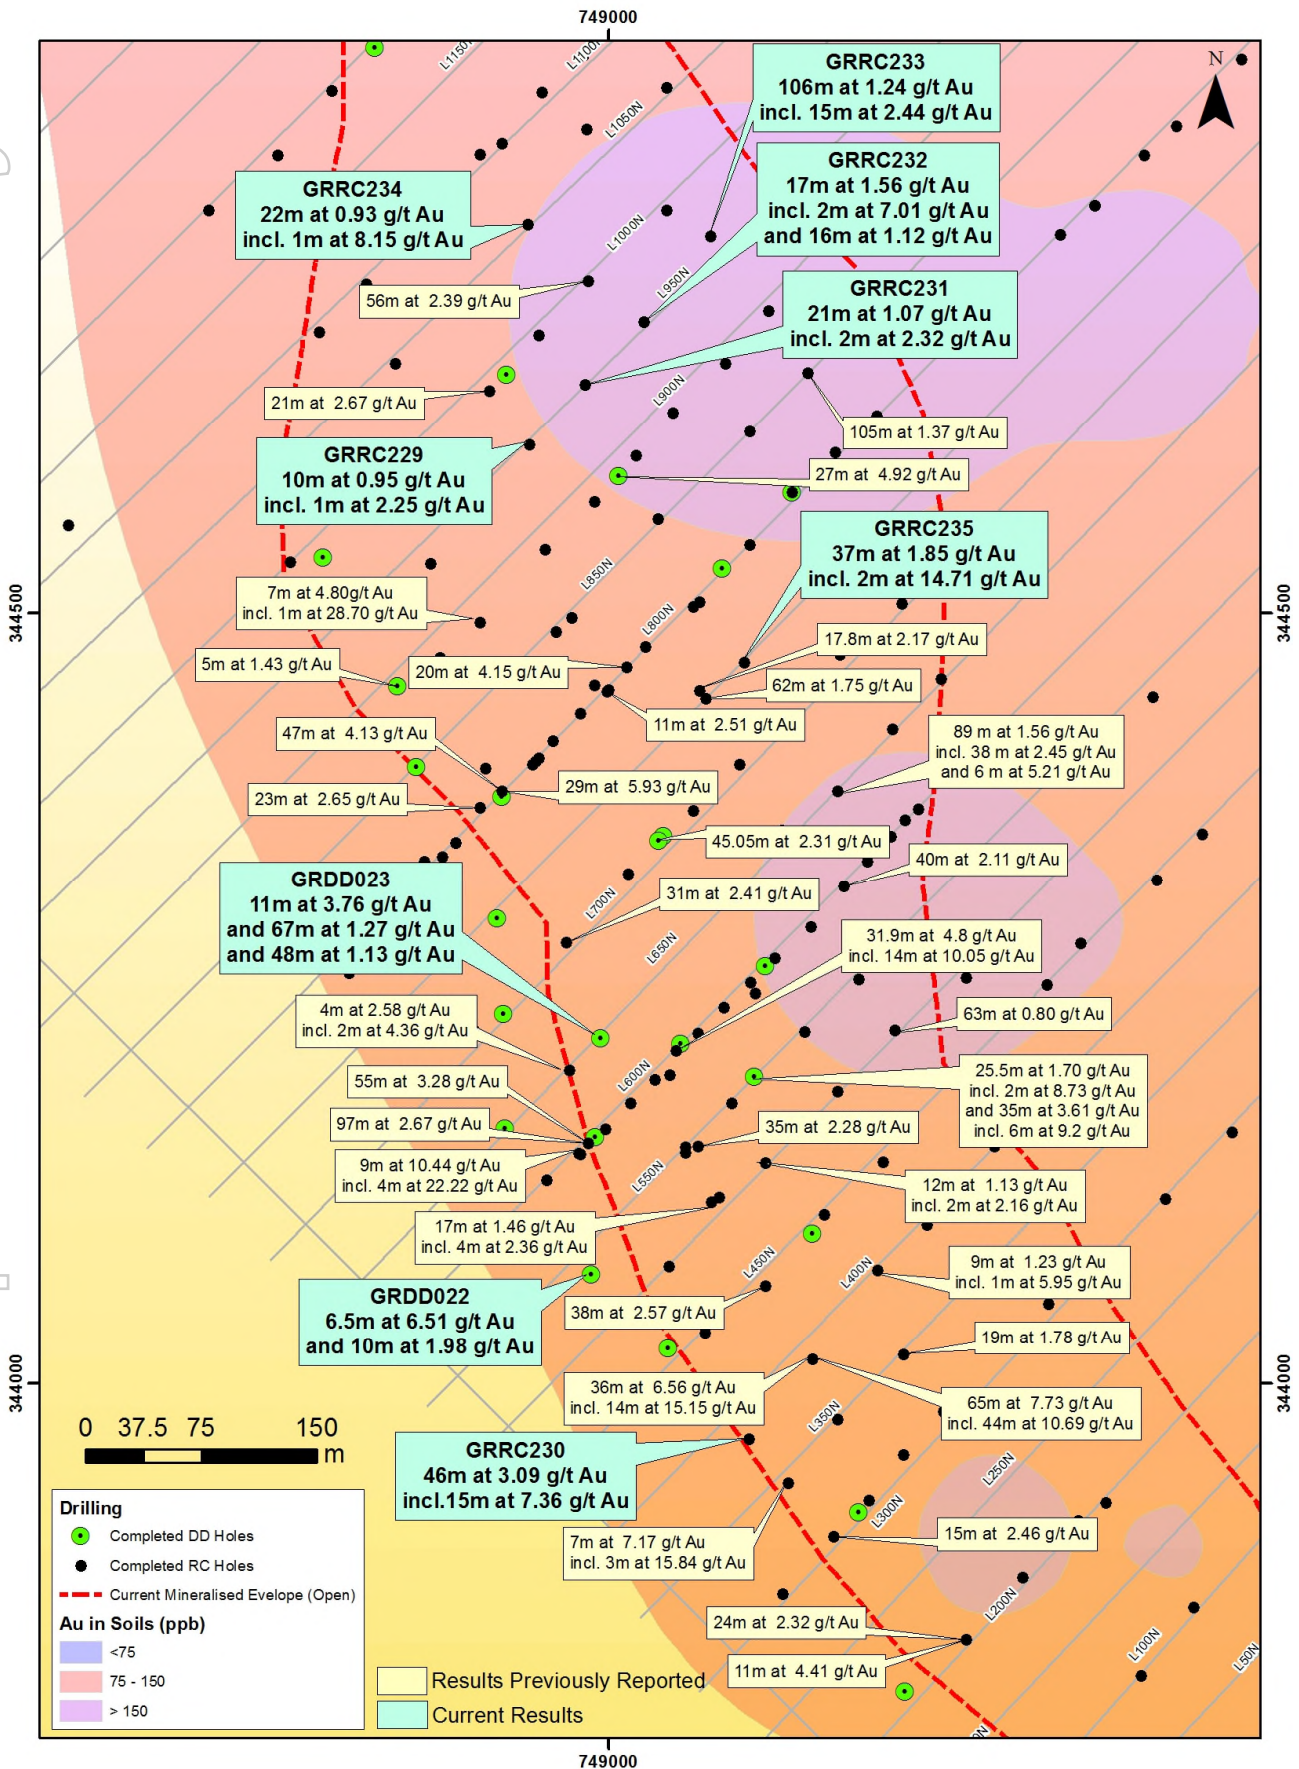 749000
L1150N
L1100N
N
GRRC233
106m at 1.24 g/t Au
incl. 15m at 2.44 g/t Au
L1050N
GRRC232
17m at 1.56 g/t Au
incl. 2m at 7.01 g/t Au
and 16m at 1.12 g/t Au
GRRC234
22m at 0.93 g/t Au
incl. 1m at 8.15 g/t Au
L1000N
L950N
56m at 2.39 g/t Au
GRRC231
21m at 1.07 g/t Au
incl. 2m at 2.32 g/t Au
L900N
21m at 2.67 g/t Au
105m at 1.37 g/t Au
GRRC229
10m at 0.95 g/t Au
incl. 1m at 2.25 g/t Au
27m at 4.92 g/t Au
GRRC235
37m at 1.85 g/t Au
incl. 2m at 14.71 g/t Au
L850N
7m at 4.80g/t Au
incl. 1m at 28.70 g/t Au
L800N
344500
344500
17.8m at 2.17 g/t Au
5m at 1.43 g/t Au
20m at 4.15 g/t Au
62m at 1.75 g/t Au
11m at 2.51 g/t Au
47m at 4.13 g/t Au
89 m at 1.56 g/t Au
incl. 38 m at 2.45 g/t Au
and 6 m at 5.21 g/t Au
29m at 5.93 g/t Au
23m at 2.65 g/t Au
45.05m at 2.31 g/t Au
40m at 2.11 g/t Au
GRDD023
11m at 3.76 g/t Au
and 67m at 1.27 g/t Au
and 48m at 1.13 g/t Au
31m at 2.41 g/t Au
L700N
L650N
31.9m at 4.8 g/t Au
incl. 14m at 10.05 g/t Au
4m at 2.58 g/t Au
incl. 2m at 4.36 g/t Au
63m at 0.80 g/t Au
L600N
55m at 3.28 g/t Au
25.5m at 1.70 g/t Au
incl. 2m at 8.73 g/t Au
and 35m at 3.61 g/t Au
incl. 6m at 9.2 g/t Au
97m at 2.67 g/t Au
35m at 2.28 g/t Au
9m at 10.44 g/t Au
incl. 4m at 22.22 g/t Au
L550N
12m at 1.13 g/t Au
incl. 2m at 2.16 g/t Au
17m at 1.46 g/t Au
incl. 4m at 2.36 g/t Au
L450N
L400N
9m at 1.23 g/t Au
incl. 1m at 5.95 g/t Au
GRDD022
6.5m at 6.51 g/t Au
and 10m at 1.98 g/t Au
38m at 2.57 g/t Au
19m at 1.78 g/t Au
344000
344000
36m at 6.56 g/t Au
incl. 14m at 15.15 g/t Au
65m at 7.73 g/t Au
incl. 44m at 10.69 g/t Au
L350N
0 37.5 75 150
m
GRRC230
46m at 3.09 g/t Au
incl.15m at 7.36 g/t Au
L250N
L300N
7m at 7.17 g/t Au
incl. 3m at 15.84 g/t Au
15m at 2.46 g/t Au
L200N
24m at 2.32 g/t Au
11m at 4.41 g/t Au
L100N
L50N
Drilling
Completed DD Holes
Completed RC Holes
Current Mineralised Evelope (Open)
Au in Soils (ppb)
<75
75 - 150
> 150
Results Previously Reported
Current Results
749000